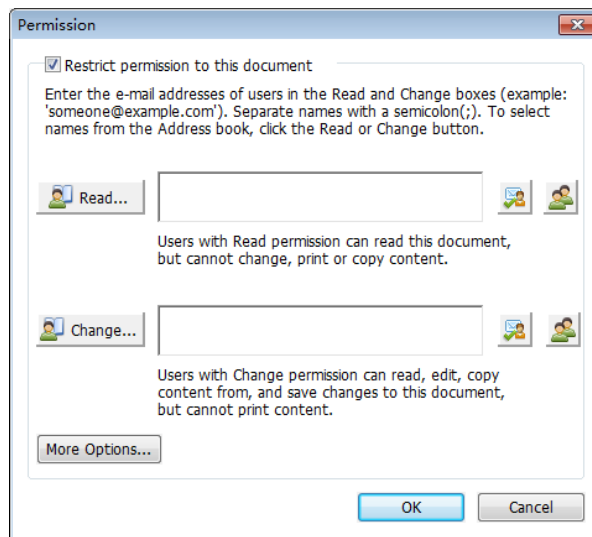 Permission
Restrict permission to this document
Enter the e-mail addresses of users in the Read and Change boxes (example:
'someone@example.com'). Separate names with a semicolon(;). To select
names from the Address book, click the Read or Change button.
Read...
Users with Read permission can read this document,
but cannot change, print or copy content.
Change...
Users with Change permission can read, edit, copy
content from, and save changes to this document,
but cannot print content.
More Options...
OK Cancel